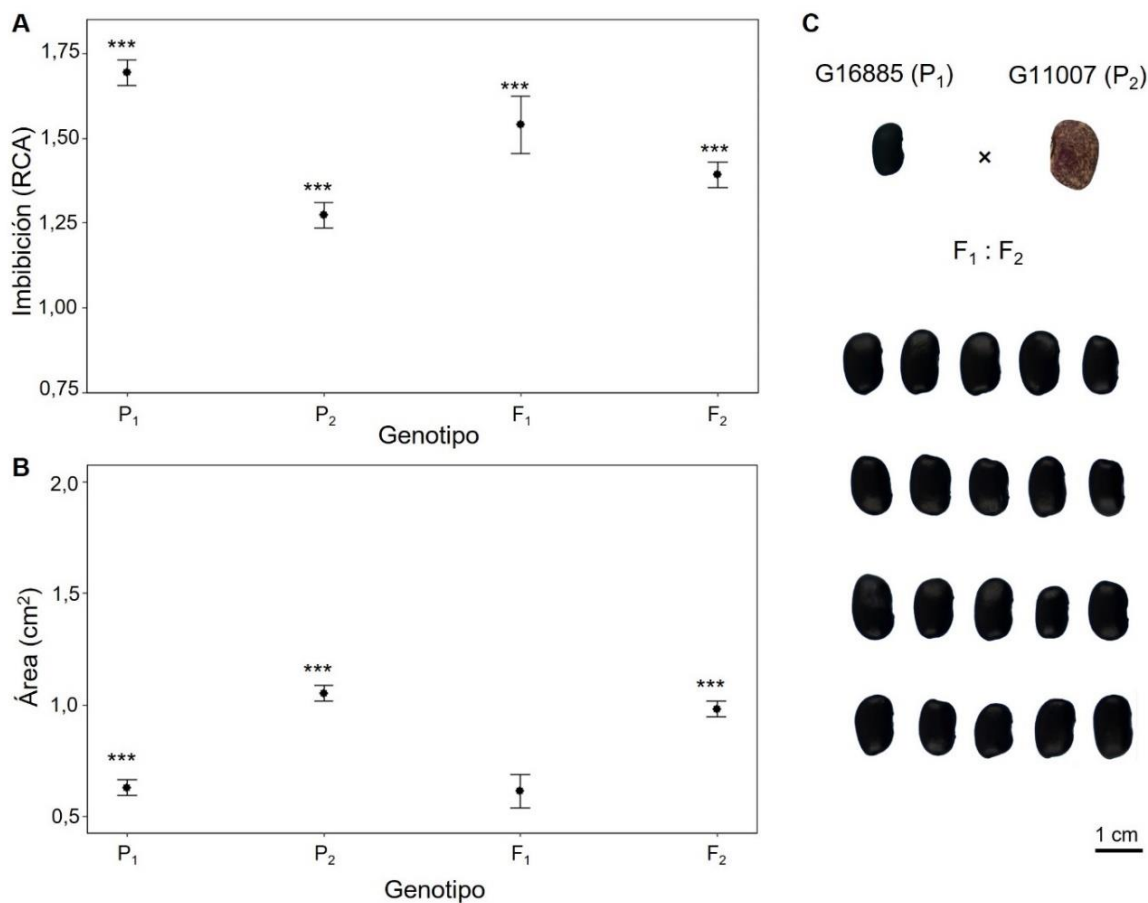 A
Imbibición (RCA)
1,75
1,50
1,25
1,00
0,75
***
***
***
***
P1
P2
F1
F2
Genotipo
B
Área (cm²)
2,0
1,5
1,0
0,5
***
***
***
P1
P2
F1
F2
Genotipo
C
G16885 (P1)
G11007 (P2)
×
F1 : F2
1 cm